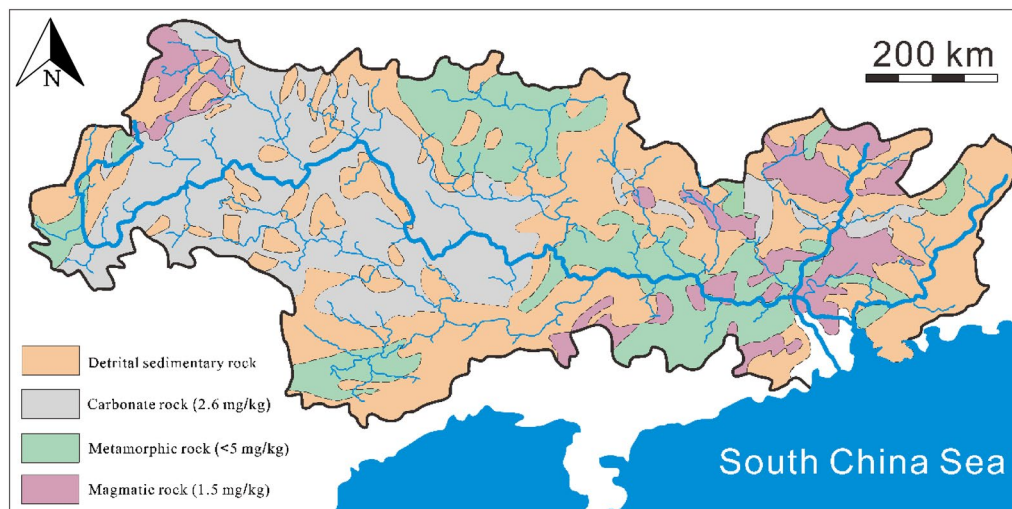 N
200 km
Detrital sedimentary rock
Carbonate rock (2.6 mg/kg)
Metamorphic rock (<5 mg/kg)
Magmatic rock (1.5 mg/kg)
South China Sea